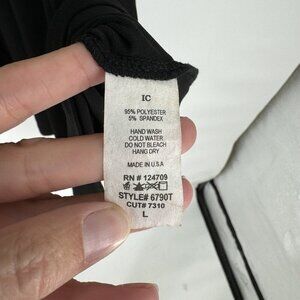 IC
95% POLYESTER
5% SPANDEX
HAND WASH
COLD WATER
DO NOT BLEACH
HANG DRY
MADE IN U.S.A
RN # 124709
STYLE# 6790T
CUT# 7310
L